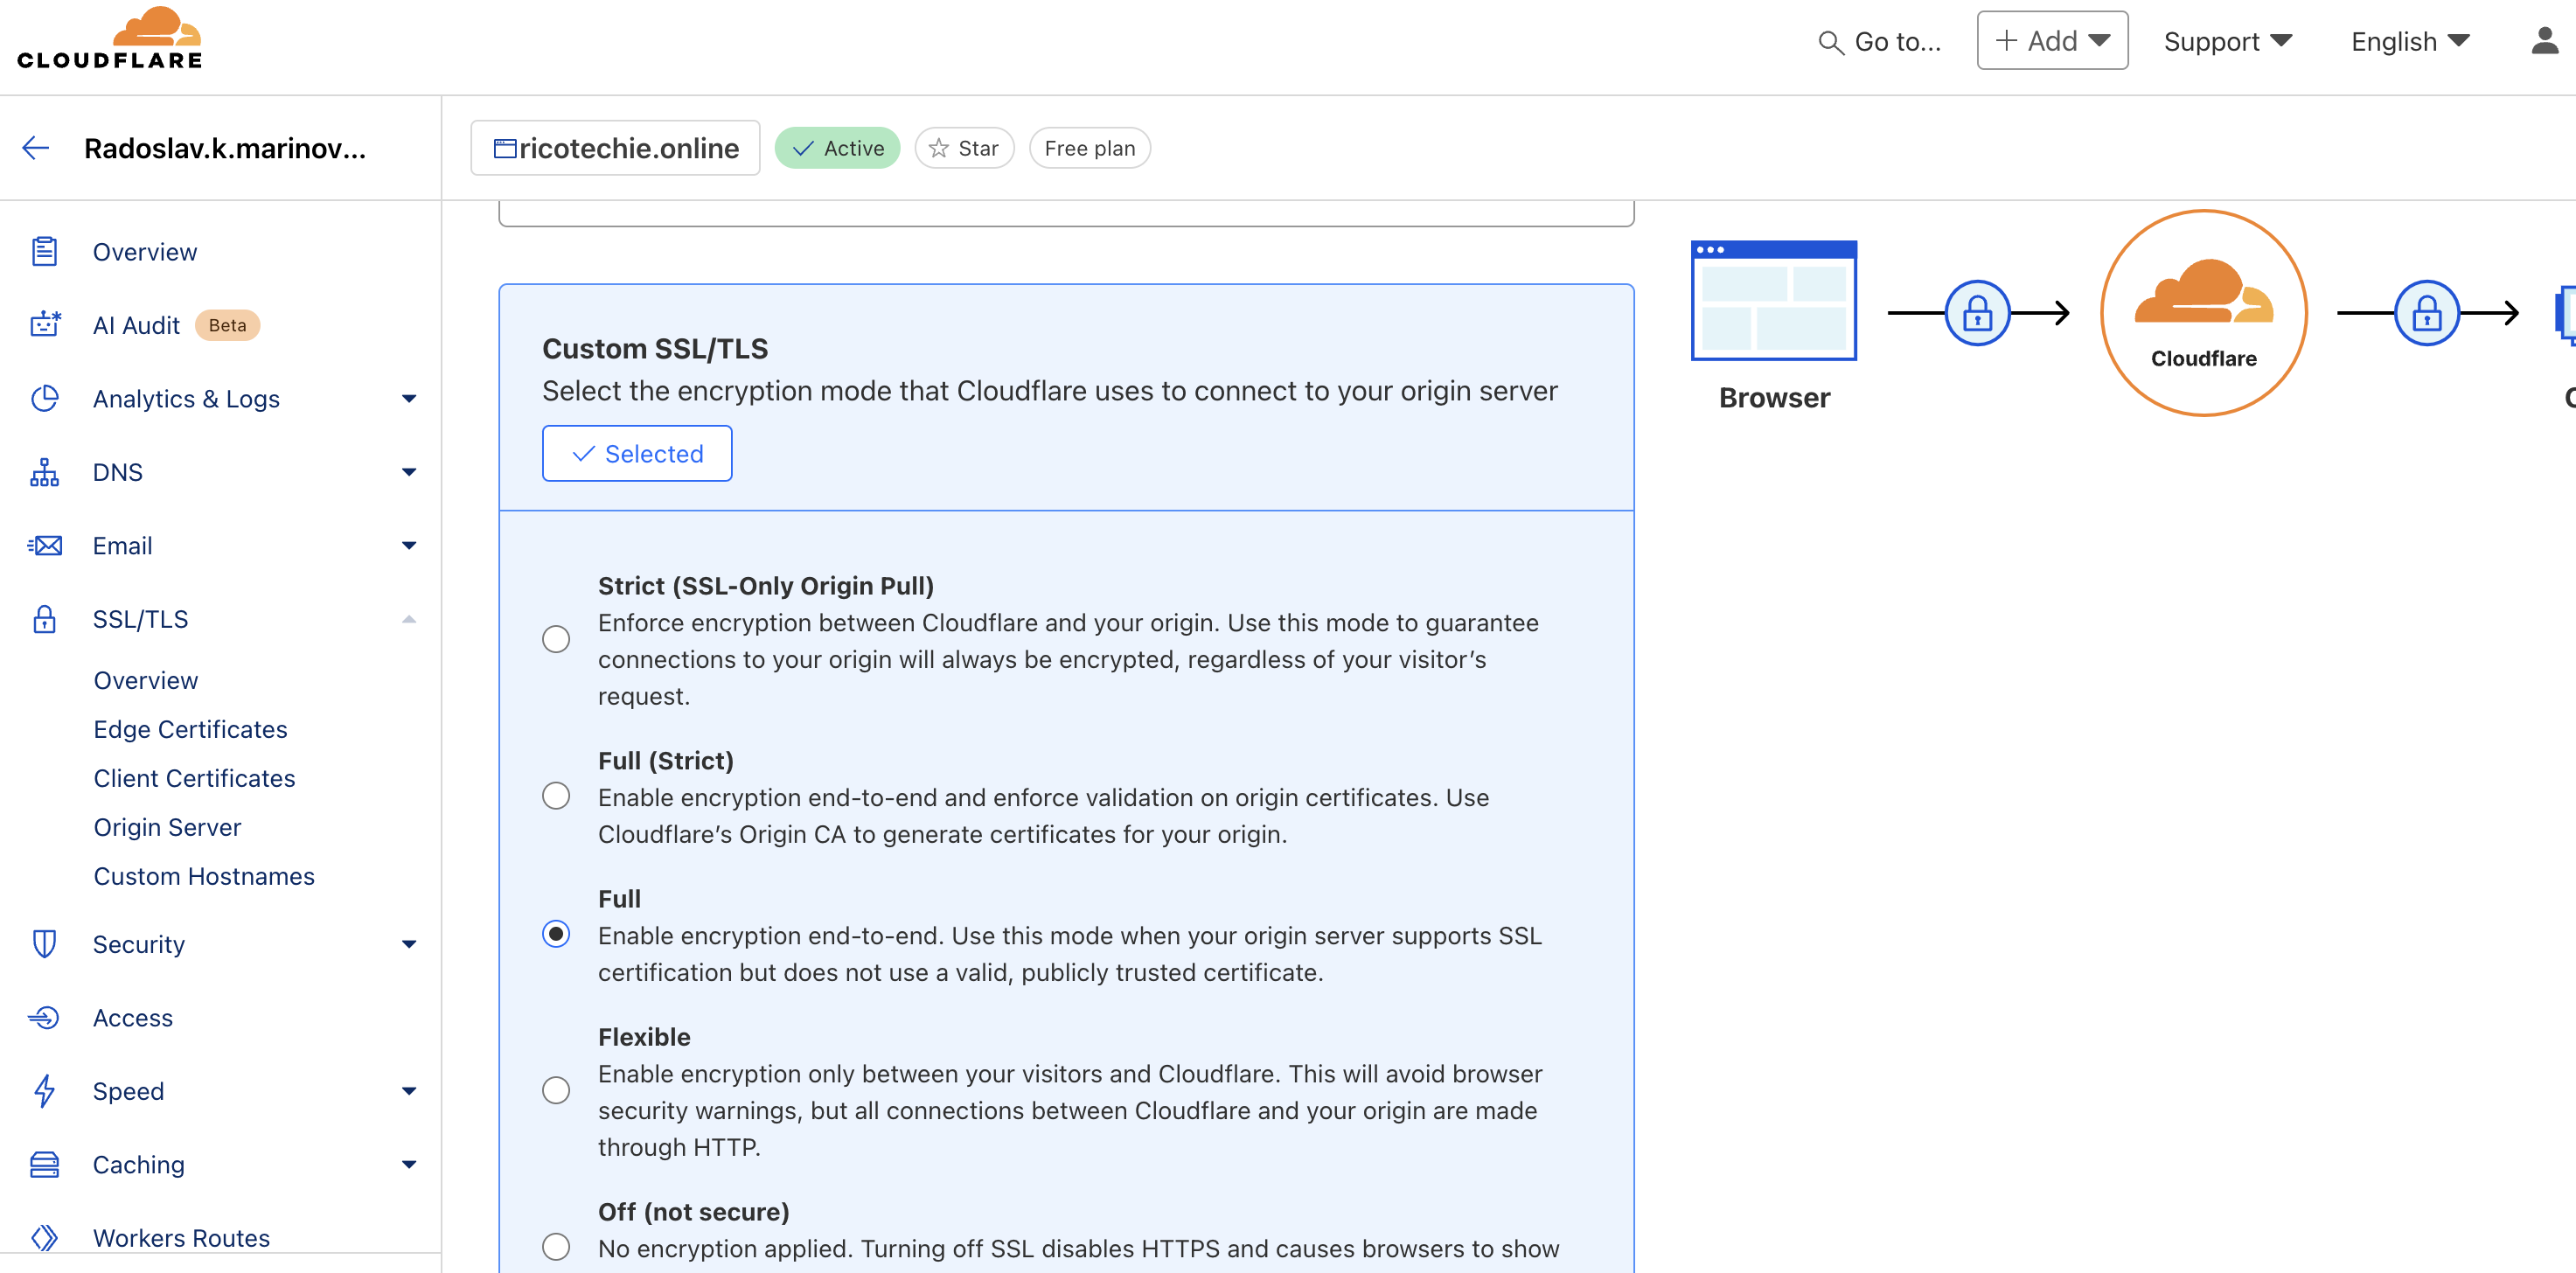 CLOUDFLARE
Go to...
+ Add
Support
English
Radoslav.k.marinov...
ricotechie.online
Active
Star
Free plan
Overview
AI Audit Beta
Analytics & Logs
DNS
Email
SSL/TLS
Overview
Edge Certificates
Client Certificates
Origin Server
Custom Hostnames
Security
Access
Speed
Caching
Workers Routes
Custom SSL/TLS
Select the encryption mode that Cloudflare uses to connect to your origin server
Selected
Strict (SSL-Only Origin Pull)
Enforce encryption between Cloudflare and your origin. Use this mode to guarantee
connections to your origin will always be encrypted, regardless of your visitor’s
request.
Full (Strict)
Enable encryption end-to-end and enforce validation on origin certificates. Use
Cloudflare’s Origin CA to generate certificates for your origin.
Full
Enable encryption end-to-end. Use this mode when your origin server supports SSL
certification but does not use a valid, publicly trusted certificate.
Flexible
Enable encryption only between your visitors and Cloudflare. This will avoid browser
security warnings, but all connections between Cloudflare and your origin are made
through HTTP.
Off (not secure)
No encryption applied. Turning off SSL disables HTTPS and causes browsers to show
Browser
Cloudflare